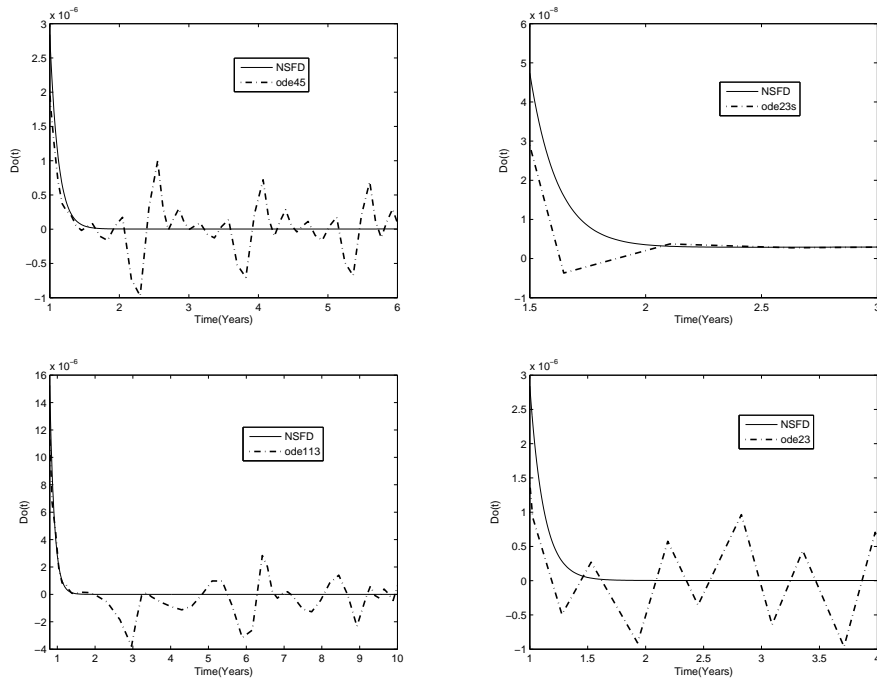 x 10⁻⁶
3
2.5
2
1.5
1
0.5
0
−0.5
−1
1 2 3 4 5 6
Do(t)
Time(Years)
NSFD
ode45
x 10⁻⁸
6
5
4
3
2
1
0
−1
1.5 2 2.5 3
Do(t)
Time(Years)
NSFD
ode23s
x 10⁻⁶
16
14
12
10
8
6
4
2
0
−2
−4
1 2 3 4 5 6 7 8 9 10
Do(t)
Time(Years)
NSFD
ode113
x 10⁻⁶
3
2.5
2
1.5
1
0.5
0
−0.5
−1
1 1.5 2 2.5 3 3.5 4
Do(t)
Time(Years)
NSFD
ode23